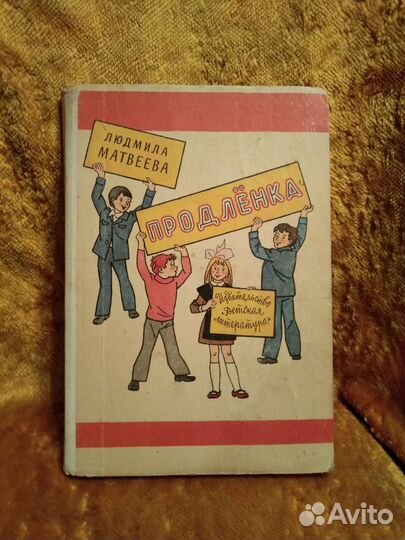 ЛЮДМИЛА
МАТВЕЕВА
ПРОДЛЁНКА
Издательство
„Детская
литература“
Avito